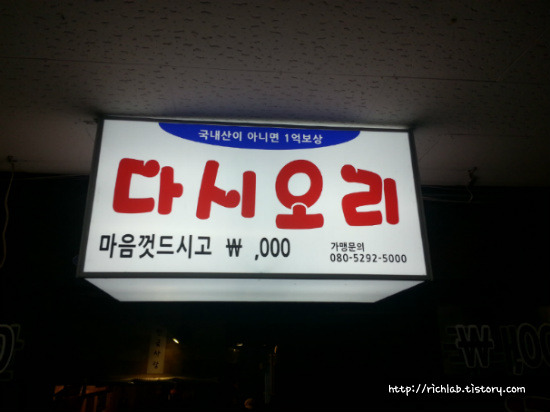 국내산이 아니면 1억보상
다시오리
마음껏드시고 ₩ ,000
가맹문의
080-5292-5000
http://richlab.tistory.com